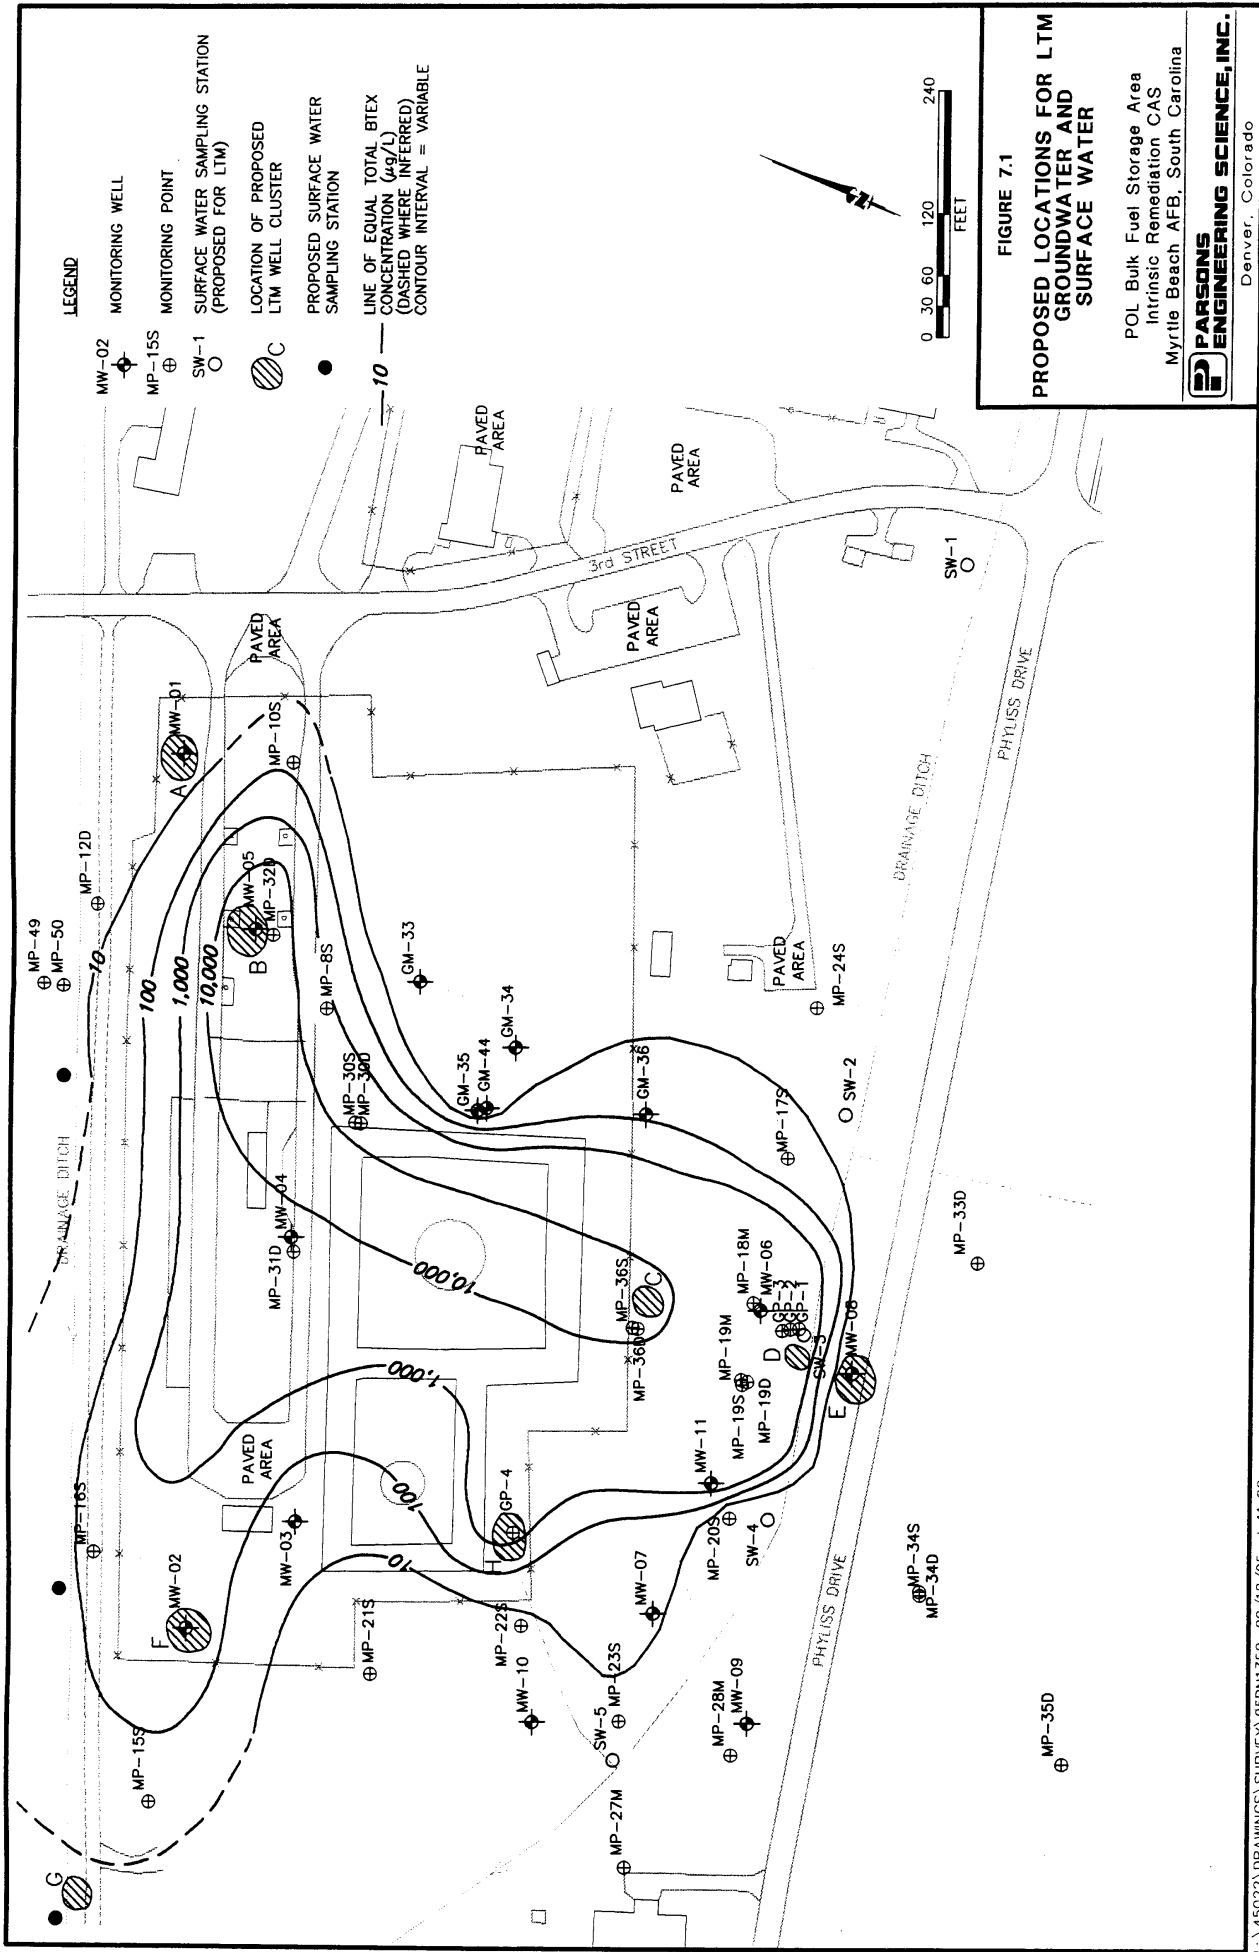 LEGEND
MW-02
MONITORING WELL
MP-15S
MONITORING POINT
SW-1
SURFACE WATER SAMPLING STATION
(PROPOSED FOR LTM)
C
LOCATION OF PROPOSED
LTM WELL CLUSTER
PROPOSED SURFACE WATER
SAMPLING STATION
10
LINE OF EQUAL TOTAL BTEX
CONCENTRATION (µg/L)
(DASHED WHERE INFERRED)
CONTOUR INTERVAL = VARIABLE
N
0 30 60 120 240
FEET
FIGURE 7.1
PROPOSED LOCATIONS FOR LTM
GROUNDWATER AND
SURFACE WATER
POL Bulk Fuel Storage Area
Intrinsic Remediation CAS
Myrtle Beach AFB, South Carolina
PARSONS
ENGINEERING SCIENCE, INC.
Denver, Colorado
G
DRAINAGE DITCH
MP-49
MP-50
MP-12D
10
MP-15S
MP-16S
F
MW-02
MW-03
PAVED
AREA
MP-31D
MW-04
100
1,000
10,000
B
MW-05
MP-32D
A
MW-01
MP-10S
PAVED
AREA
MP-8S
MP-30S
MP-30D
GM-33
GM-34
GM-35
GM-44
GM-36
MP-21S
10
100
1,000
10,000
MP-22S
H
GP-4
MP-36S
MP-36D
C
MW-10
MP-23S
SW-5
MW-07
MP-27M
MP-28M
MW-09
MW-11
MP-20S
SW-4
MP-19S
MP-19M
MP-19D
MP-18M
MW-06
GP-3
GP-2
GP-1
D
SW-3
E
MW-08
MP-17S
SW-2
MP-24S
PAVED
AREA
3rd STREET
PAVED
AREA
PAVED
AREA
PAVED
AREA
DRAINAGE DITCH
PHYLISS DRIVE
PHYLISS DRIVE
SW-1
MP-33D
MP-34S
MP-34D
MP-35D